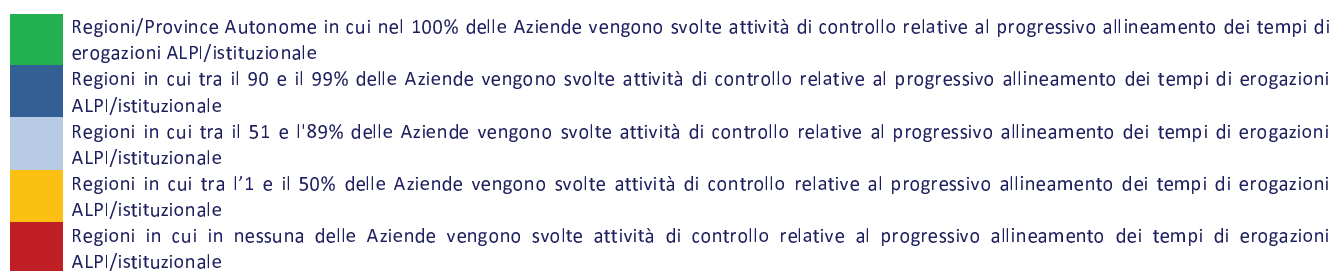 Regioni/Province Autonome in cui nel 100% delle Aziende vengono svolte attività di controllo relative al progressivo allineamento dei tempi di
erogazioni ALPI/istituzionale
Regioni in cui tra il 90 e il 99% delle Aziende vengono svolte attività di controllo relative al progressivo allineamento dei tempi di erogazioni
ALPI/istituzionale
Regioni in cui tra il 51 e l'89% delle Aziende vengono svolte attività di controllo relative al progressivo allineamento dei tempi di erogazioni
ALPI/istituzionale
Regioni in cui tra l’1 e il 50% delle Aziende vengono svolte attività di controllo relative al progressivo allineamento dei tempi di erogazioni
ALPI/istituzionale
Regioni in cui in nessuna delle Aziende vengono svolte attività di controllo relative al progressivo allineamento dei tempi di erogazioni
ALPI/istituzionale